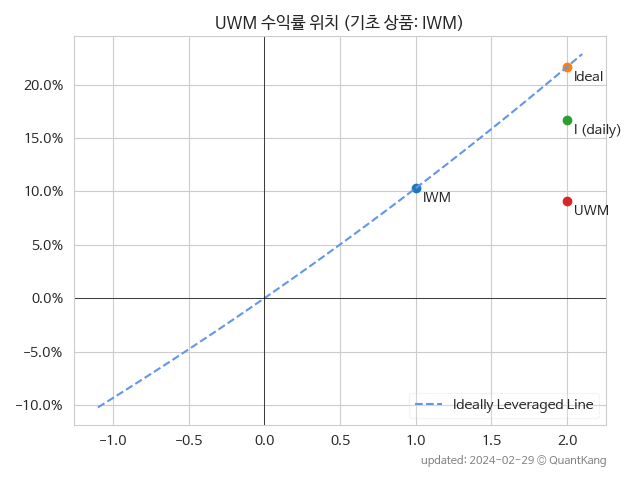 UWM 수익률 위치 (기초 상품: IWM)
20.0%
15.0%
10.0%
5.0%
0.0%
−5.0%
−10.0%
Ideal
I (daily)
IWM
UWM
Ideally Leveraged Line
−1.0 −0.5 0.0 0.5 1.0 1.5 2.0
updated: 2024-02-29 © QuantKang